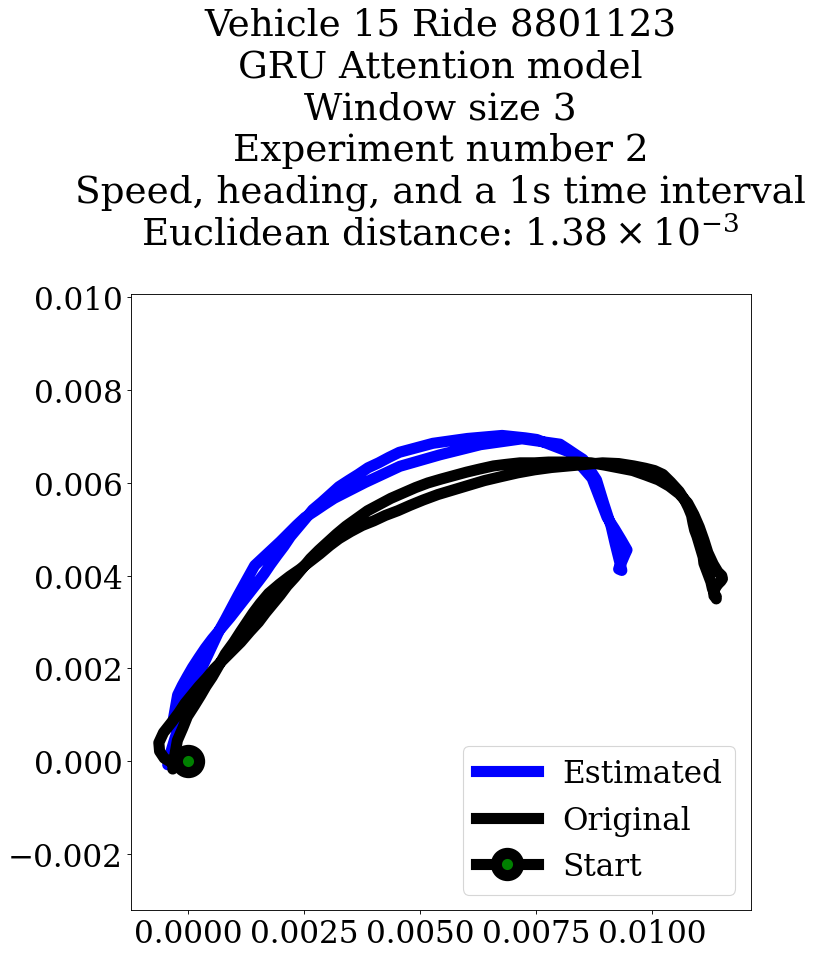 Vehicle 15 Ride 8801123
GRU Attention model
Window size 3
Experiment number 2
Speed, heading, and a 1s time interval
Euclidean distance: 1.38 × 10⁻³
0.010
0.008
0.006
0.004
0.002
0.000
−0.002
0.0000 0.0025 0.0050 0.0075 0.0100
Estimated
Original
Start